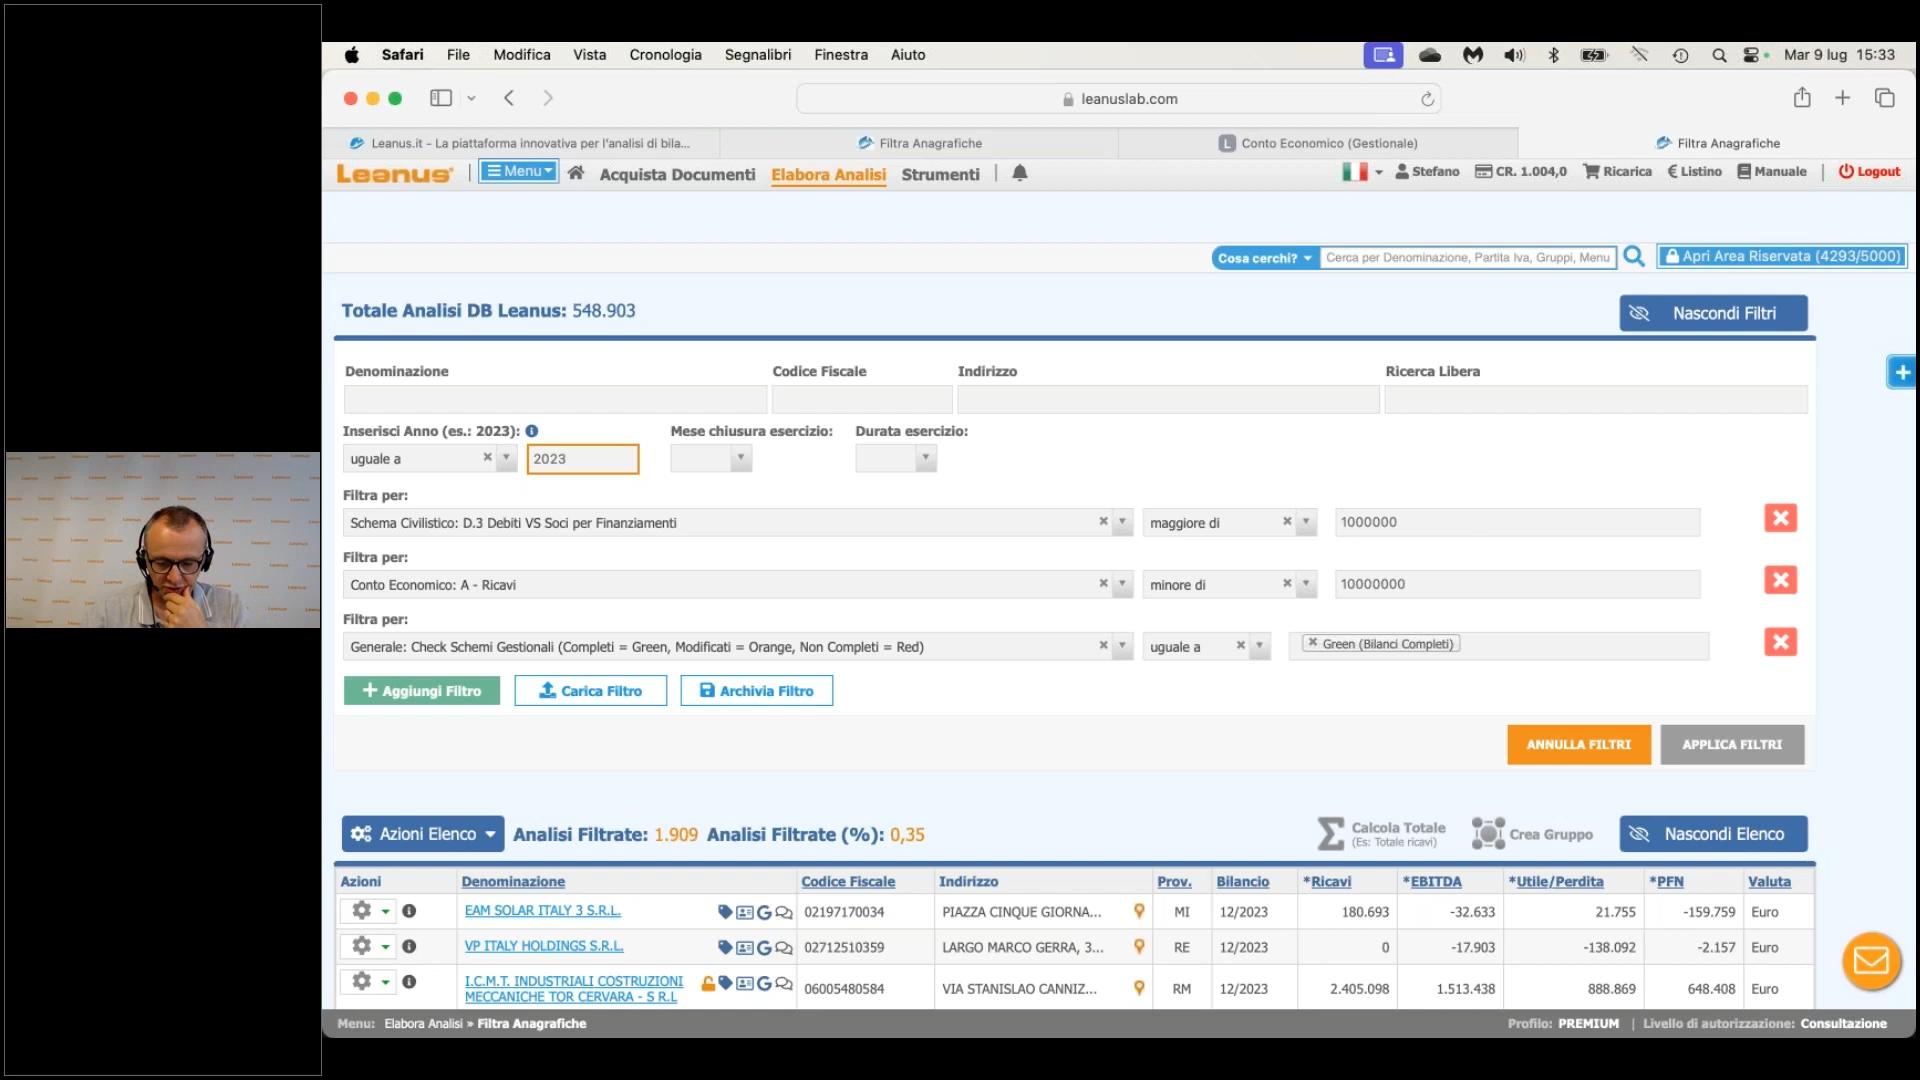 Safari File Modifica Vista Cronologia Segnalibri Finestra Aiuto Mar 9 lug 15:33
leanuslab.com
Leanus.it - La piattaforma innovativa per l'analisi di bila... Filtra Anagrafiche L Conto Economico (Gestionale) Filtra Anagrafiche
Leanus Menu Acquista Documenti Elabora Analisi Strumenti Stefano CR. 1.004,0 Ricarica € Listino Manuale Logout
Cosa cerchi? Cerca per Denominazione, Partita Iva, Gruppi, Menu Apri Area Riservata (4293/5000)
Totale Analisi DB Leanus: 548.903 Nascondi Filtri
Denominazione Codice Fiscale Indirizzo Ricerca Libera
Inserisci Anno (es.: 2023): Mese chiusura esercizio: Durata esercizio:
uguale a 2023
Filtra per:
Schema Civilistico: D.3 Debiti VS Soci per Finanziamenti maggiore di 1000000
Filtra per:
Conto Economico: A - Ricavi minore di 10000000
Filtra per:
Generale: Check Schemi Gestionali (Completi = Green, Modificati = Orange, Non Completi = Red) uguale a Green (Bilanci Completi)
Aggiungi Filtro Carica Filtro Archivia Filtro
ANNULLA FILTRI APPLICA FILTRI
Azioni Elenco Analisi Filtrate: 1.909 Analisi Filtrate (%): 0,35 Calcola Totale (Es: Totale ricavi) Crea Gruppo Nascondi Elenco
Azioni Denominazione Codice Fiscale Indirizzo Prov. Bilancio *Ricavi *EBITDA *Utile/Perdita *PFN Valuta
EAM SOLAR ITALY 3 S.R.L. 02197170034 PIAZZA CINQUE GIORNA... MI 12/2023 180.693 -32.633 21.755 -159.759 Euro
VP ITALY HOLDINGS S.R.L. 02712510359 LARGO MARCO GERRA, 3... RE 12/2023 0 -17.903 -138.092 -2.157 Euro
I.C.M.T. INDUSTRIALI COSTRUZIONI
MECCANICHE TOR CERVARA - S R.L 06005480584 VIA STANISLAO CANNIZ... RM 12/2023 2.405.098 1.513.438 888.869 648.408 Euro
Menu: Elabora Analisi » Filtra Anagrafiche Profilo: PREMIUM | Livello di autorizzazione: Consultazione